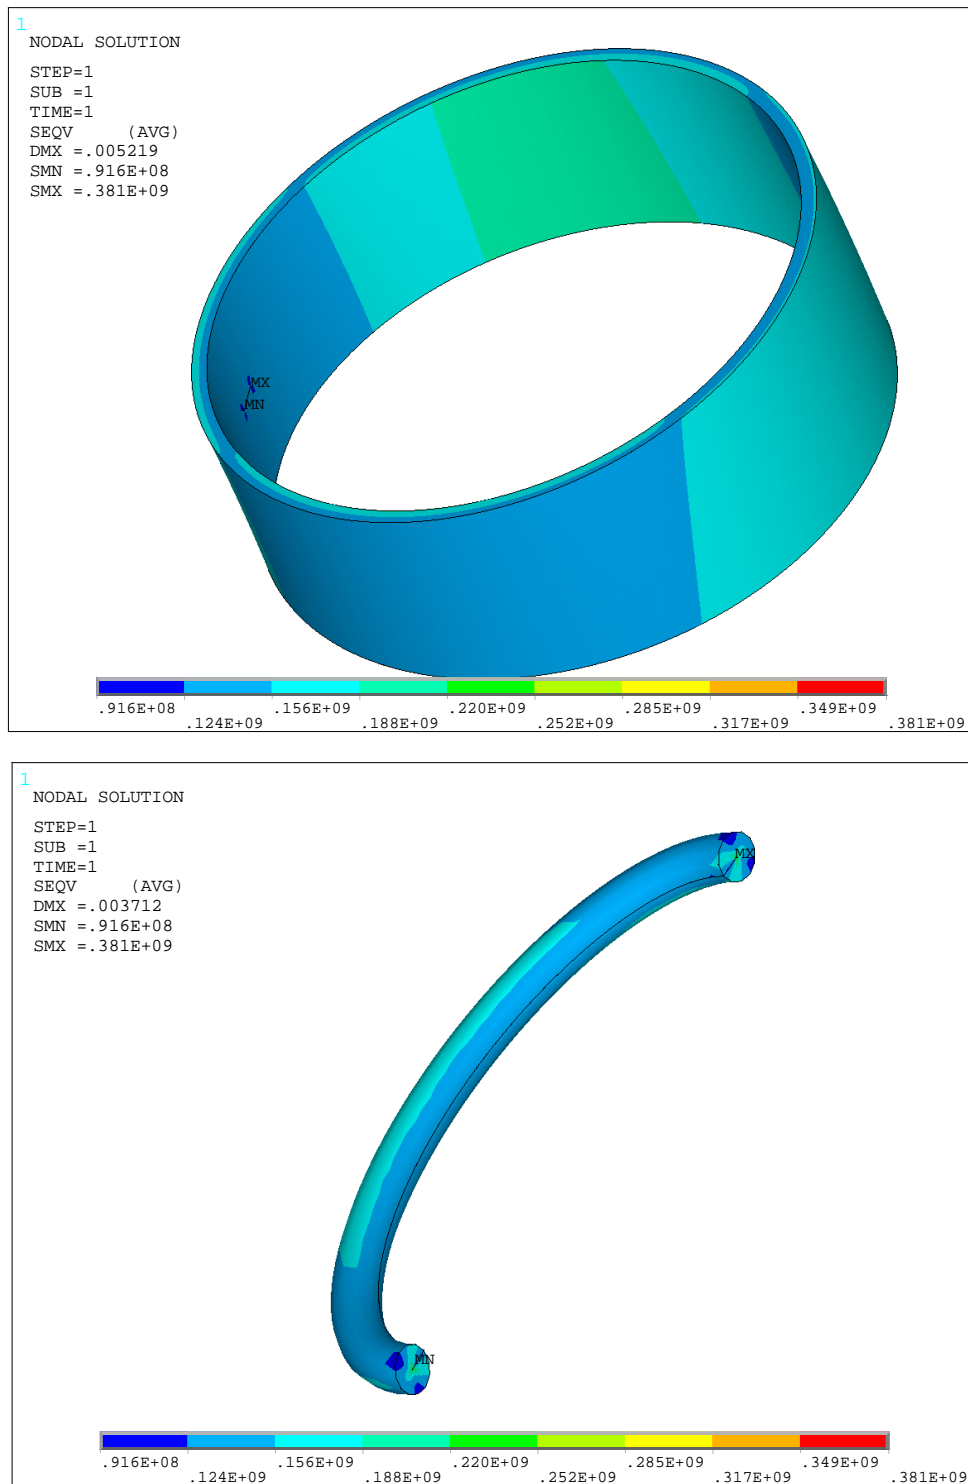 1
NODAL SOLUTION
STEP=1
SUB =1
TIME=1
SEQV     (AVG)
DMX =.005219
SMN =.916E+08
SMX =.381E+09
MX
MN
.916E+08 .156E+09 .220E+09 .285E+09 .349E+09
.124E+09 .188E+09 .252E+09 .317E+09 .381E+09
1
NODAL SOLUTION
STEP=1
SUB =1
TIME=1
SEQV     (AVG)
DMX =.003712
SMN =.916E+08
SMX =.381E+09
MX
MN
.916E+08 .156E+09 .220E+09 .285E+09 .349E+09
.124E+09 .188E+09 .252E+09 .317E+09 .381E+09